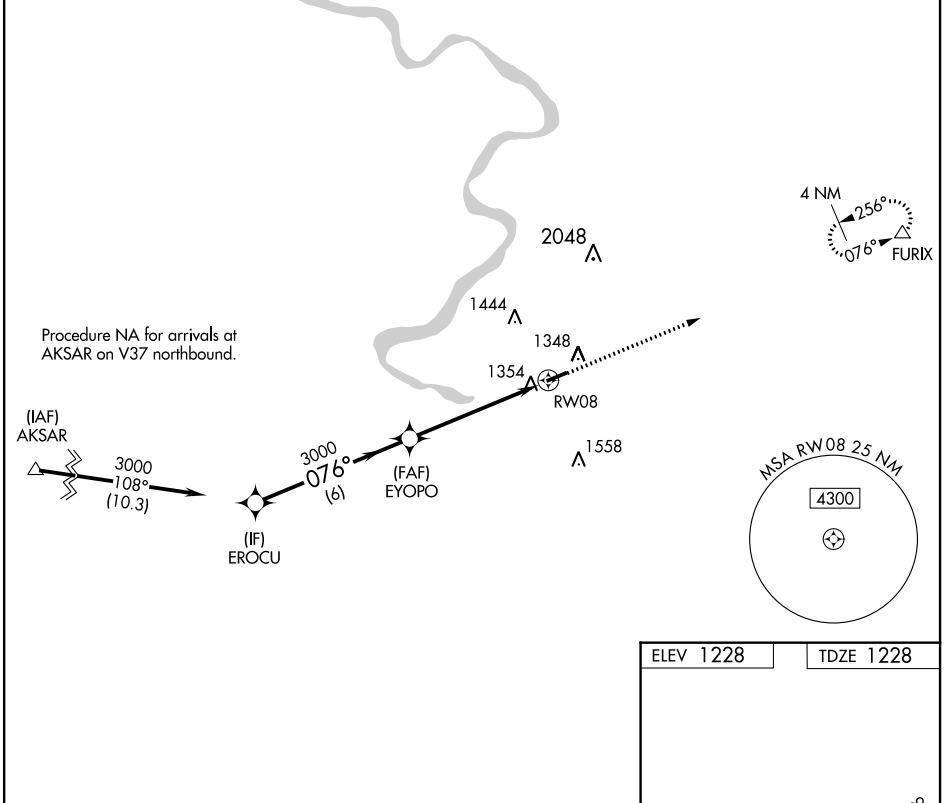 4 NM
256°
076°
FURIX
2048
1444
1348
1354
RW08
1558
Procedure NA for arrivals at
AKSAR on V37 northbound.
(IAF)
AKSAR
3000
108°
(10.3)
3000
076°
(6)
(FAF)
EYOPO
(IF)
EROCU
MSA RW08 25 NM
4300
ELEV 1228
TDZE 1228